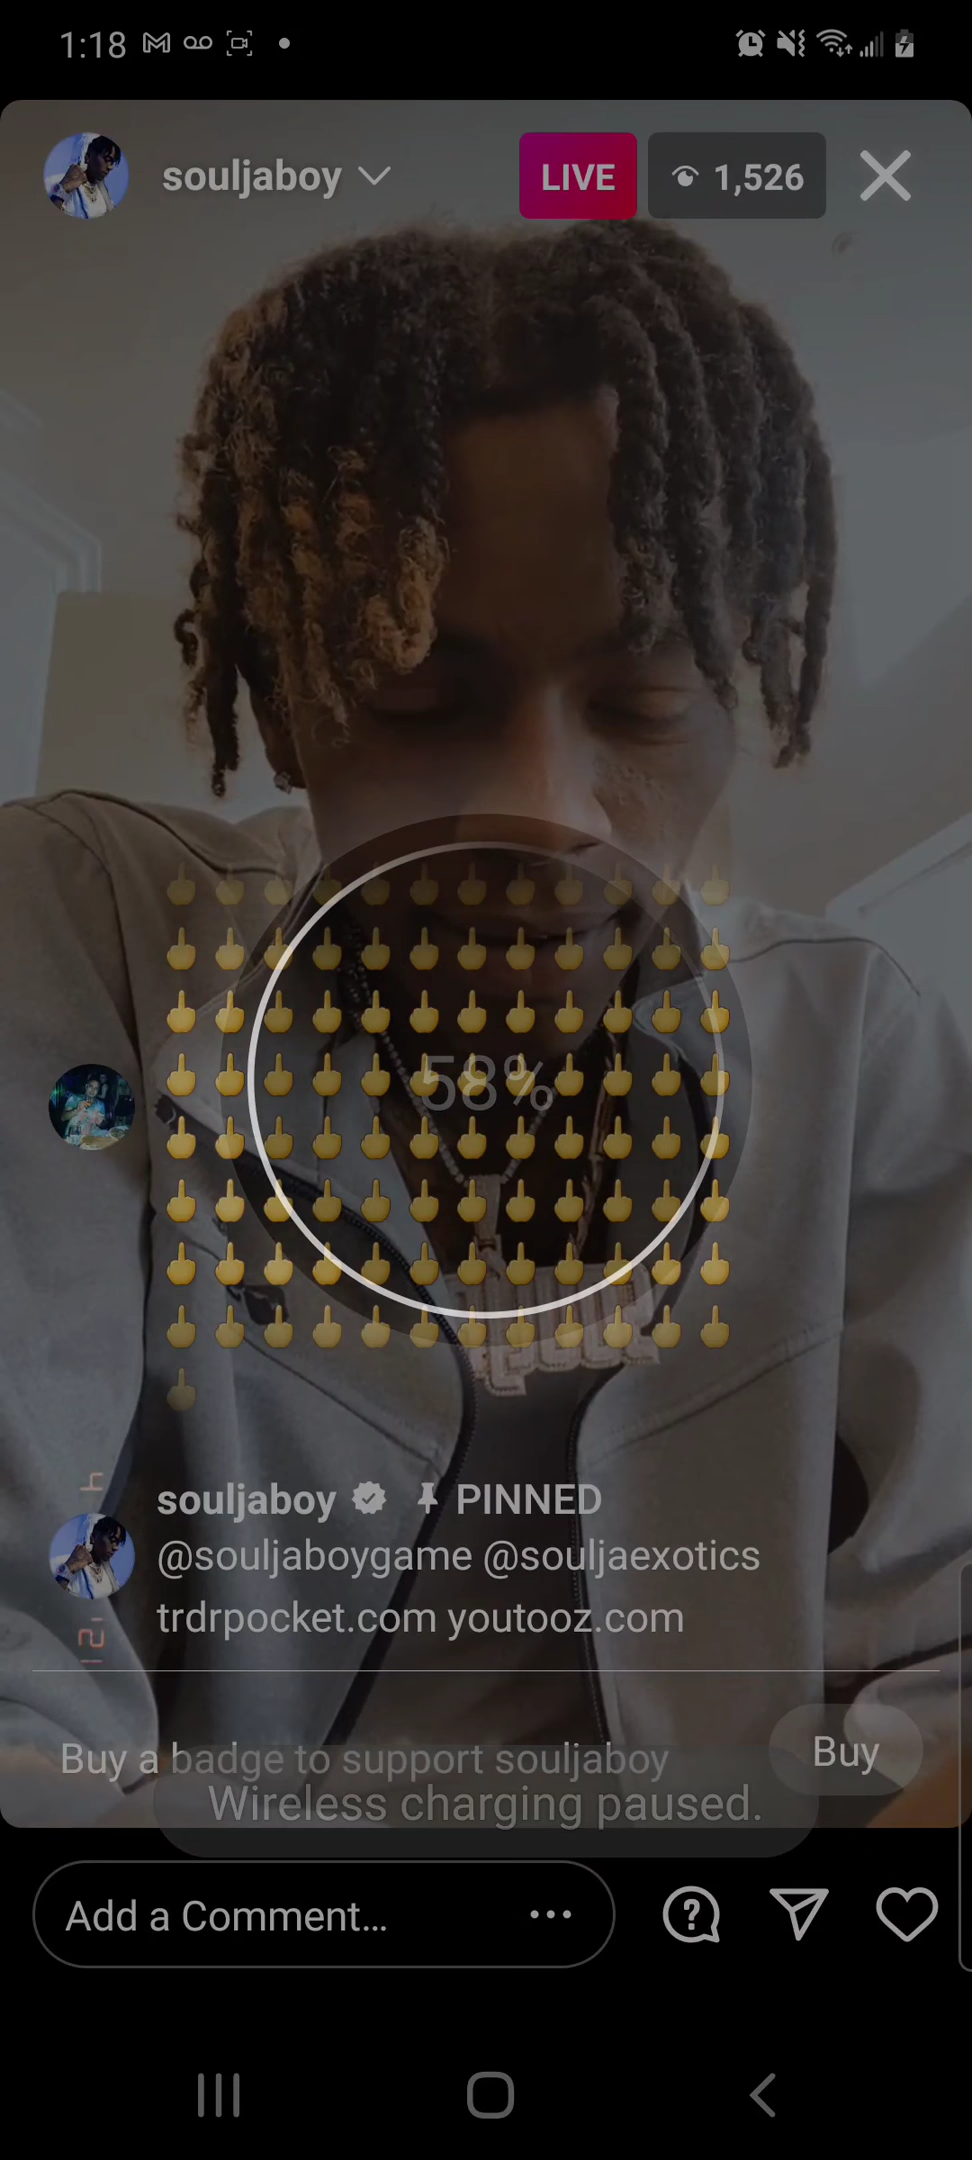 1:18
souljaboy
LIVE
1,526
58%
souljaboy PINNED
@souljaboygame @souljaexotics
trdrpocket.com youtooz.com
Buy a badge to support souljaboy
Buy
Wireless charging paused.
Add a Comment...